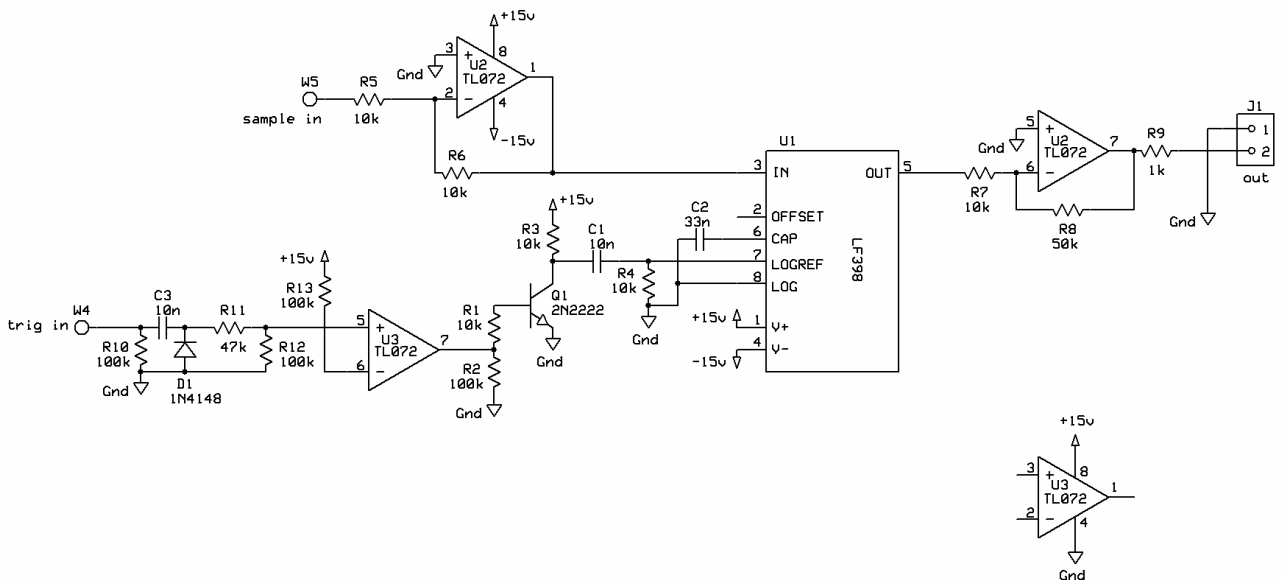 +15v
3
+
8
Gnd
U2
TL072
1
W5
R5
2
−
4
sample in
10k
-15v
R6
10k
U1
3
IN
OUT
5
2
OFFSET
6
CAP
7
LOGREF
8
LOG
LF398
1
V+
4
V-
+15v
-15v
5
+
Gnd
U2
TL072
7
6
−
R9
1k
R7
10k
R8
50k
J1
1
2
out
Gnd
+15v
R3
10k
C1
10n
C2
33n
R4
10k
Gnd
Q1
2N2222
Gnd
+15v
R13
100k
W4
trig in
C3
10n
R11
47k
R10
100k
R12
100k
Gnd
D1
1N4148
5
+
U3
TL072
7
6
−
R1
10k
R2
100k
Gnd
+15v
3
+
8
U3
TL072
1
2
−
4
Gnd